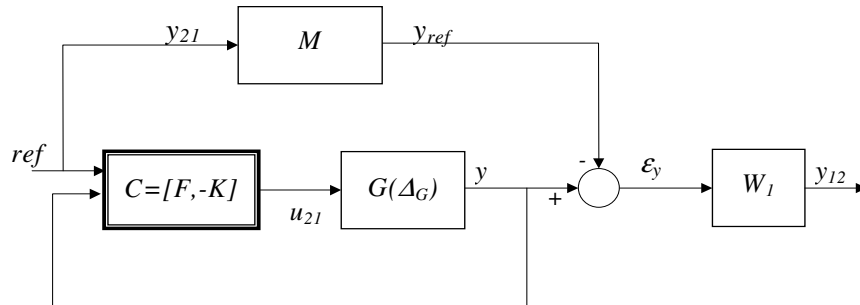 y21
M
yref
ref
C=[F,-K]
u21
G(ΔG)
y
-
+
εy
W1
y12